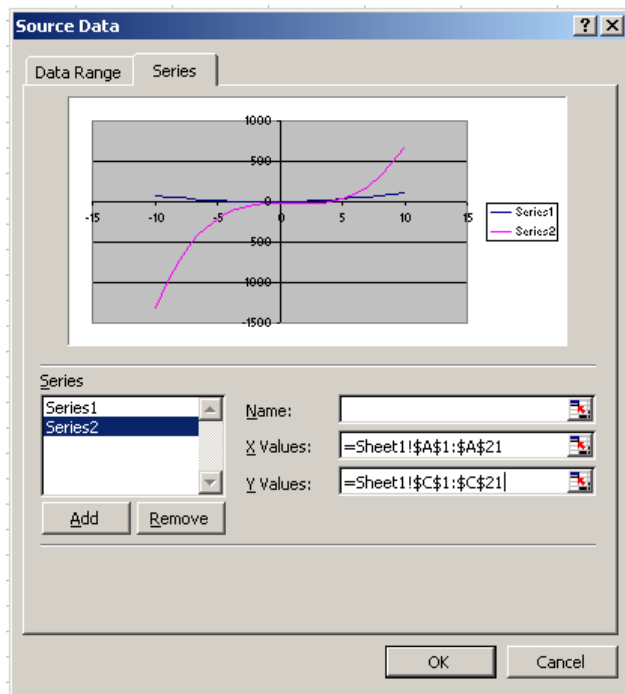 Source Data
Data Range
Series
1000
500
0
-15
-10
-5
0
5
10
15
500
1000
-1500
Series1
Series2
Series
Series1
Series2
Name:
X Values:
=Sheet1!$A$1:$A$21
Y Values:
=Sheet1!$C$1:$C$21
Add
Remove
OK
Cancel